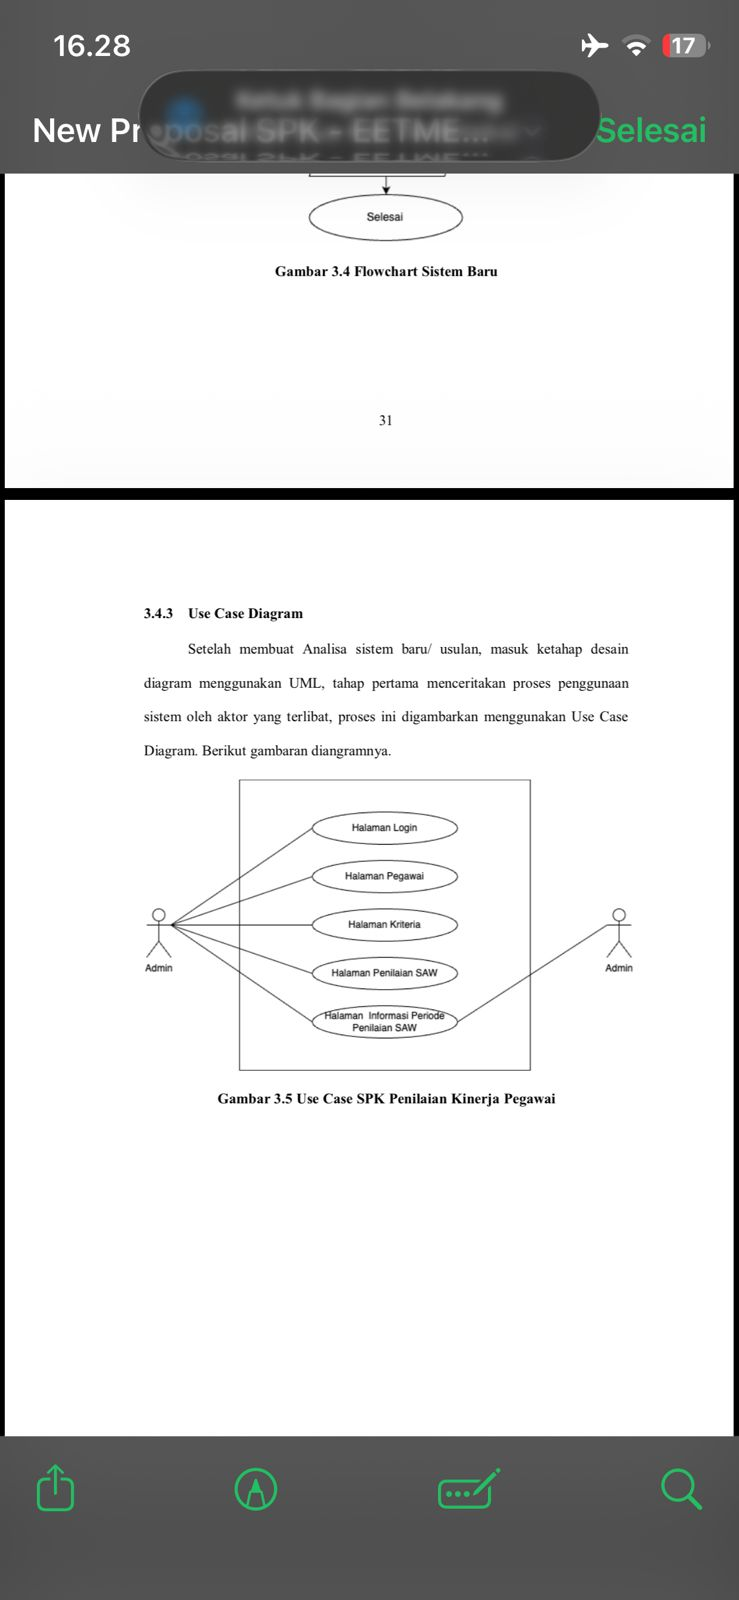 16.28
17
New Proposal SPK - EETME...
Selesai
Selesai
Gambar 3.4 Flowchart Sistem Baru
31
3.4.3 Use Case Diagram
Setelah membuat Analisa sistem baru/ usulan, masuk ketahap desain
diagram menggunakan UML, tahap pertama menceritakan proses penggunaan
sistem oleh aktor yang terlibat, proses ini digambarkan menggunakan Use Case
Diagram. Berikut gambaran diangramnya.
Halaman Login
Halaman Pegawai
Halaman Kriteria
Halaman Penilaian SAW
Halaman Informasi Periode
Penilaian SAW
Admin
Admin
Gambar 3.5 Use Case SPK Penilaian Kinerja Pegawai